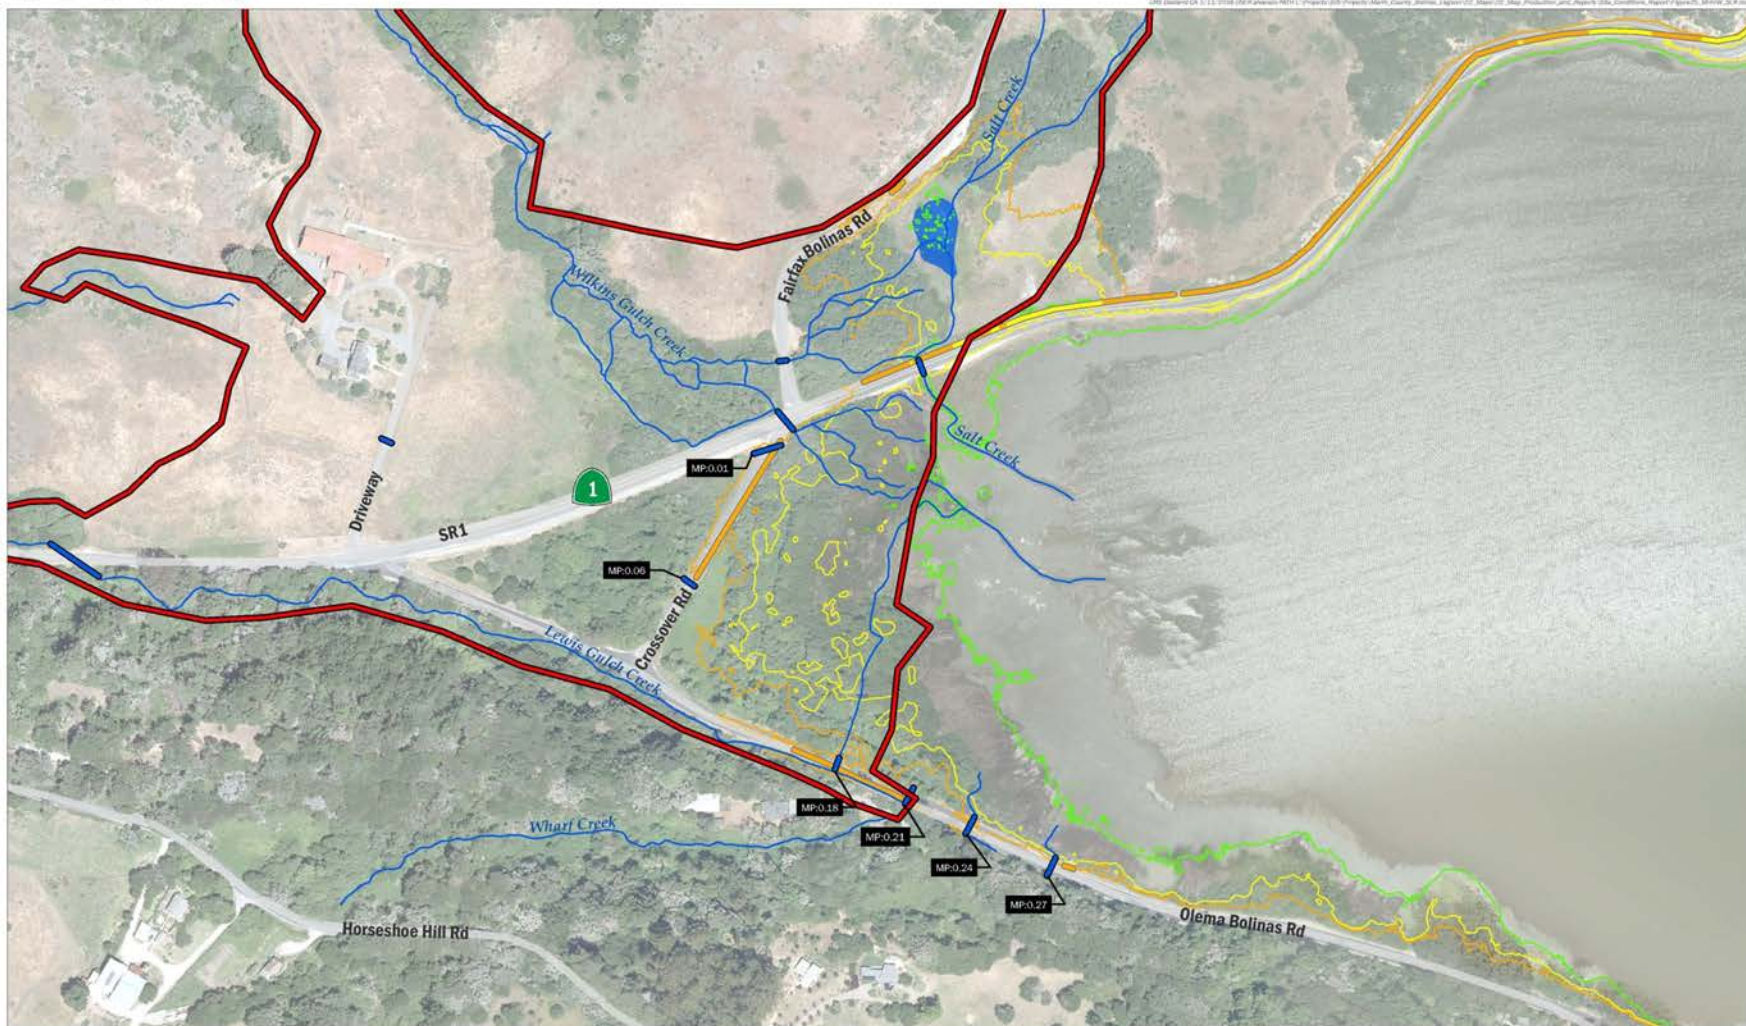 Salt Creek
Fairfax Bolinas Rd
Wilkins Gulch Creek
Salt Creek
MP:0.01
1
Driveway
SR1
MP:0.06
Crossover Rd
Lewis Gulch Creek
MP:0.18
Wharf Creek
MP:0.21
MP:0.24
MP:0.27
Olema Bolinas Rd
Horseshoe Hill Rd